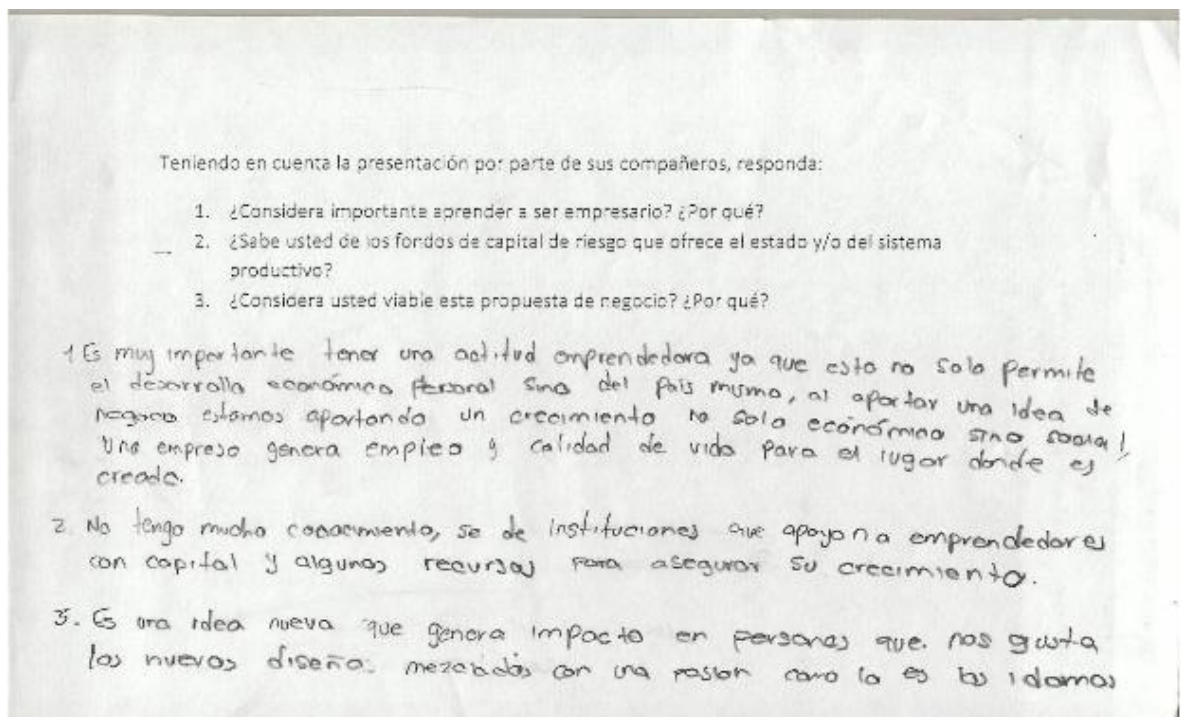 Teniendo en cuenta la presentación por parte de sus compañeros, responda:
1. ¿Considera importante aprender a ser empresario? ¿Por qué?
2. ¿Sabe usted de los fondos de capital de riesgo que ofrece el estado y/o del sistema
productivo?
3. ¿Considera usted viable esta propuesta de negocio? ¿Por qué?
1 Es muy importante tener una actitud emprendedora ya que esto no solo permite
el desarrollo económico personal sino del país mismo, al aportar una idea de
negocio estamos aportando un crecimiento no solo económico sino social,
Una empresa genera empleo y calidad de vida para el lugar donde es
creada.
2. No tengo mucho conocimiento, se de instituciones que apoyan a emprendedores
con capital y algunos recursos para asegurar su crecimiento.
3. Es una idea nueva que genera impacto en personas que nos gusta
los nuevos diseños mezclados con una pasion como lo es los idiomas